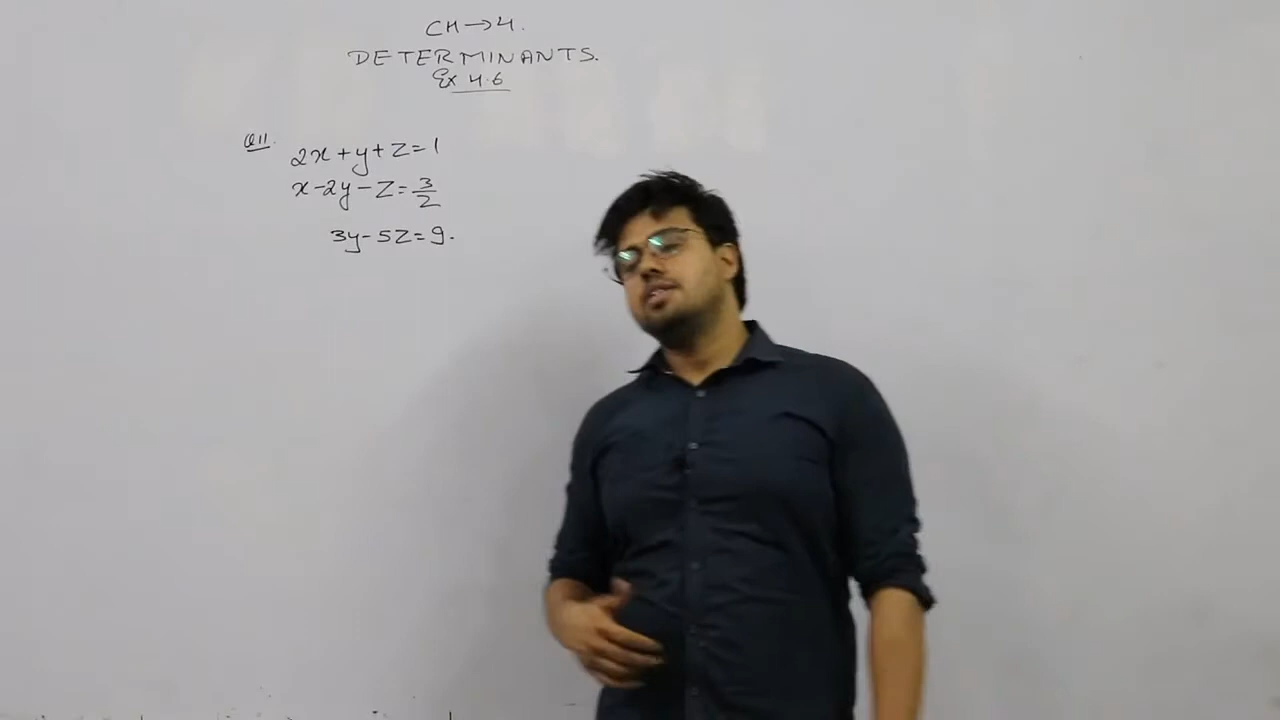 CH→4.
DETERMINANTS.
Ex 4.6
Q11.
2x+y+z=1
x-2y-z=3/2
3y-5z=9.